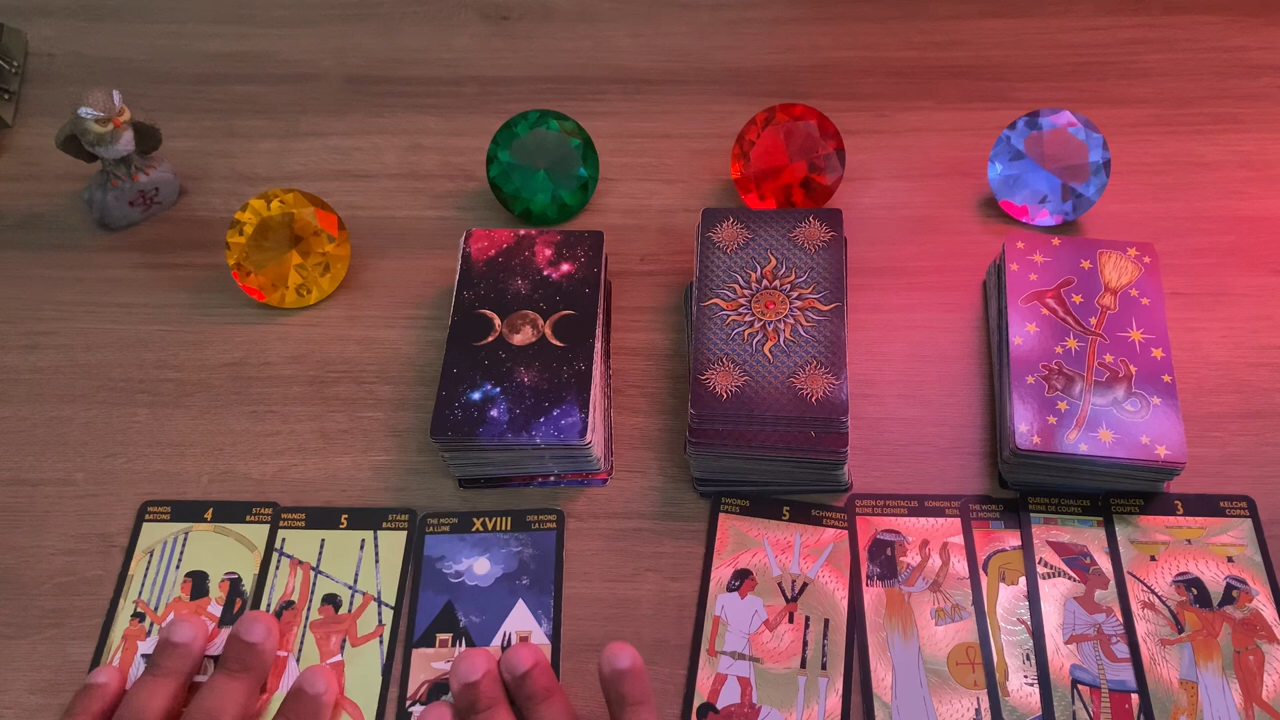 WANDS
BATONS
4
STÄBE
BASTOS
WANDS
BATONS
5
STÄBE
BASTOS
THE MOON
LA LUNE
XVIII
DER MOND
LA LUNA
SWORDS
EPEES
5
SCHWERT
ESPADA
QUEEN OF PENTACLES
REINE DE DENIERS
KÖNIGIN DE
REIN
THE WORLD
LE MONDE
QUEEN OF CHALICES
REINE DE COUPES
CHALICES
COUPES
3
KELCHE
COPAS